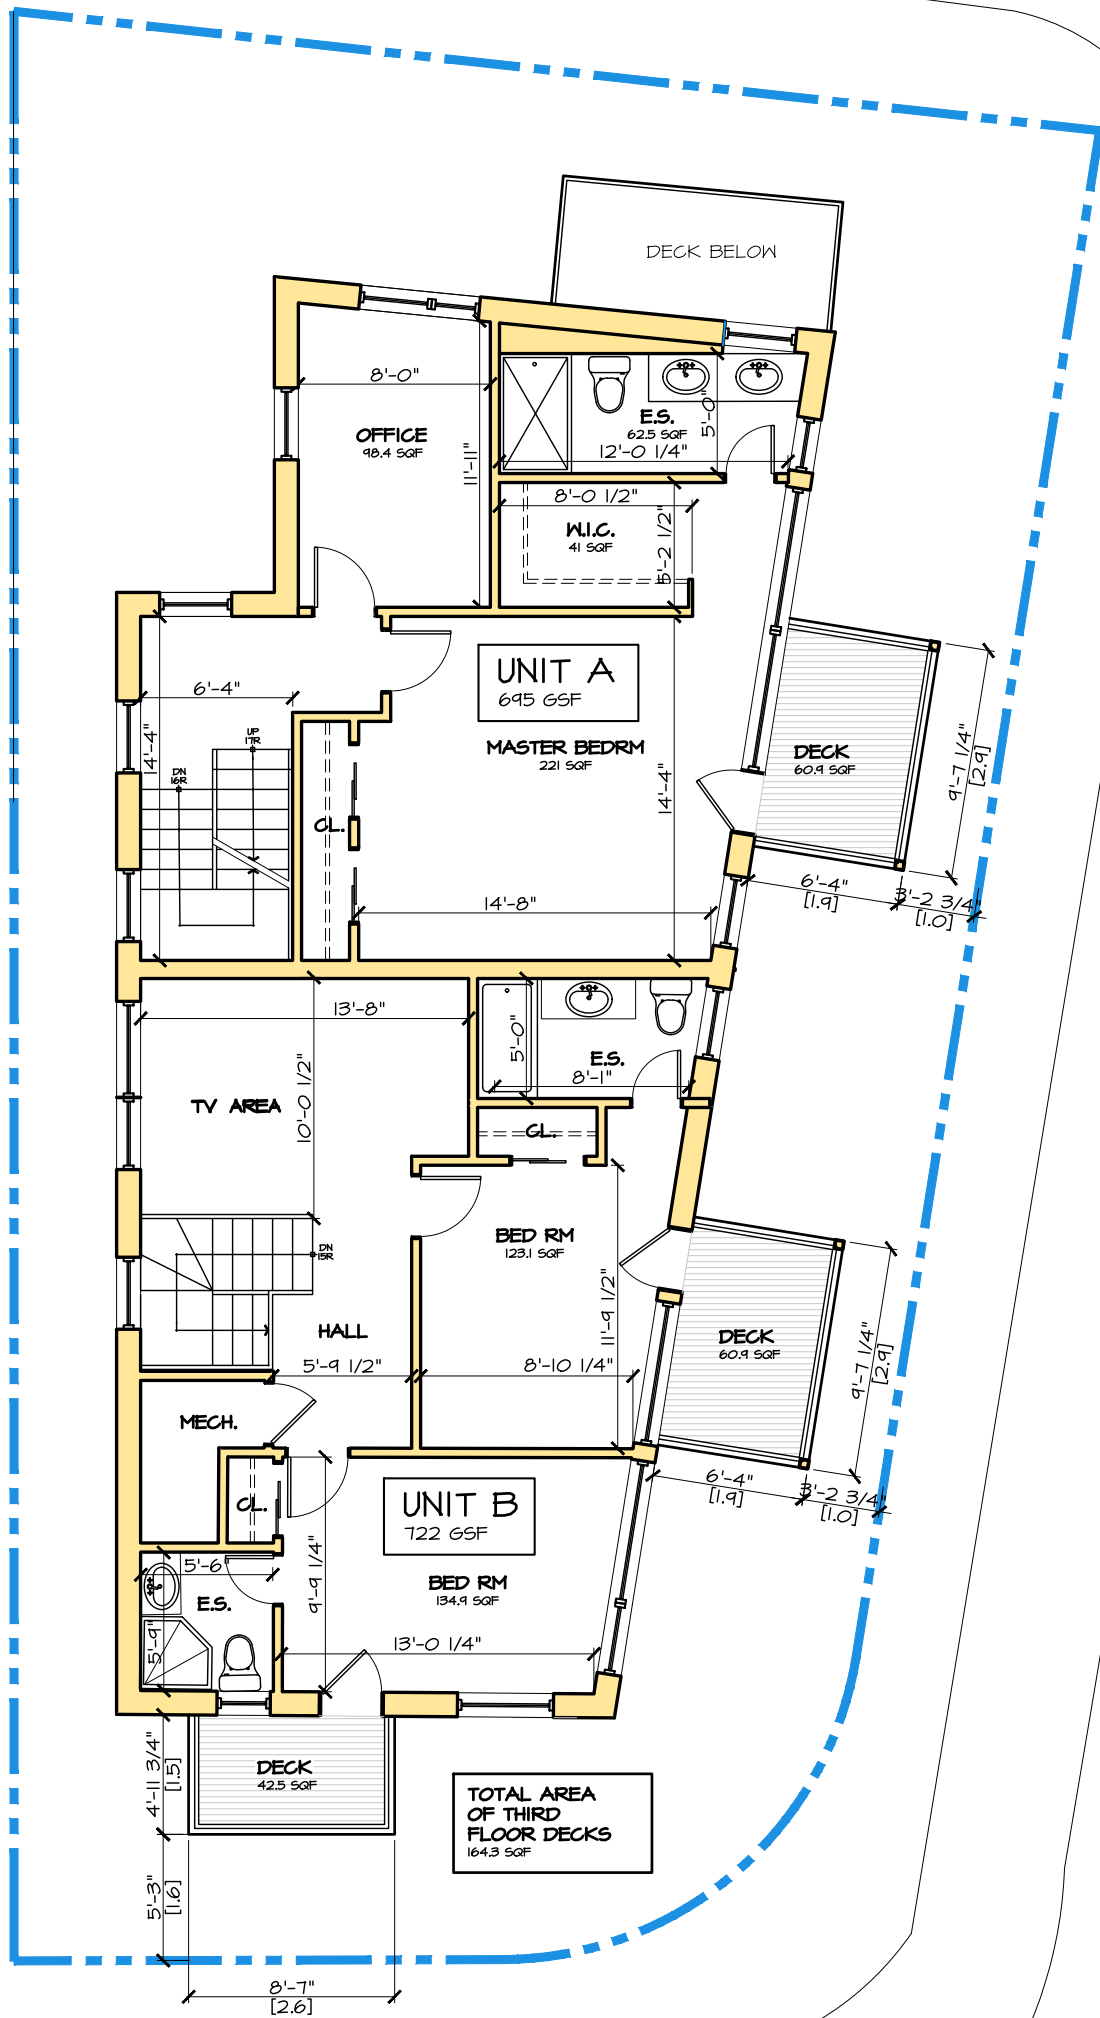 DECK BELOW
8'-0"
OFFICE
98.4 SQF
11'-11"
E.S.
62.5 SQF
5'-0"
12'-0 1/4"
8'-0 1/2"
W.I.C.
41 SQF
5'-2 1/2"
UNIT A
695 GSF
6'-4"
14'-4"
UP
17R
DN
16R
MASTER BEDRM
221 SQF
14'-4"
DECK
60.9 SQF
9'-7 1/4"
[2.9]
CL.
14'-8"
6'-4"
[1.9]
3'-2 3/4"
[1.0]
13'-8"
10'-0 1/2"
TV AREA
5'-0"
E.S.
8'-1"
CL.
BED RM
123.1 SQF
DN
15R
11'-9 1/2"
HALL
5'-9 1/2"
8'-10 1/4"
DECK
60.9 SQF
9'-7 1/4"
[2.9]
MECH.
6'-4"
[1.9]
3'-2 3/4"
[1.0]
CL.
UNIT B
722 GSF
5'-6"
9'-9 1/4"
BED RM
134.9 SQF
E.S.
5'-9"
13'-0 1/4"
DECK
42.5 SQF
4'-11 3/4"
[1.5]
TOTAL AREA
OF THIRD
FLOOR DECKS
164.3 SQF
5'-3"
[1.6]
8'-7"
[2.6]